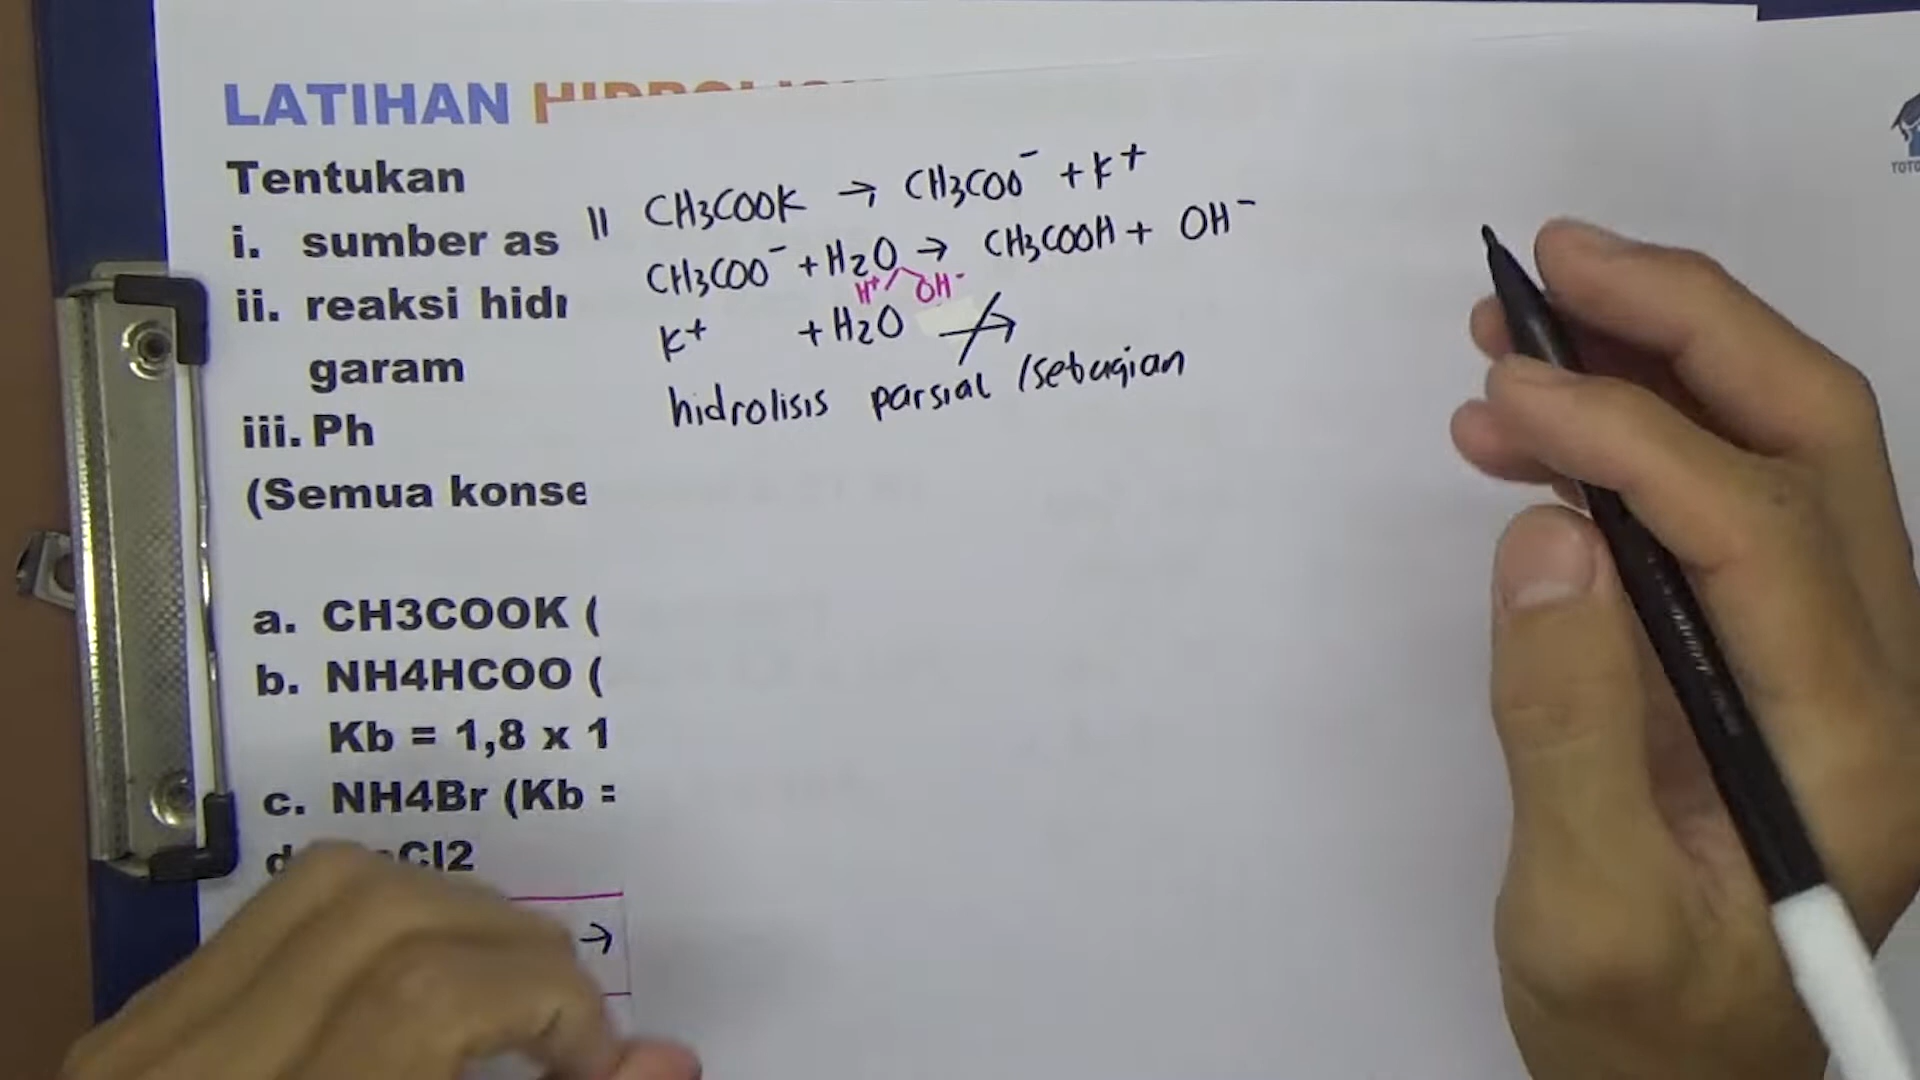 LATIHAN
Tentukan
i. sumber as
ii. reaksi hid
garam
iii. Ph
(Semua konse
a. CH3COOK (
b. NH4HCOO (
Kb = 1,8 x 1
c. NH4Br (Kb =
Cl2
→
II CH3COOK → CH3COO⁻ + K⁺
CH3COO⁻ + H2O → CH3COOH + OH⁻
H⁺ OH⁻
K⁺ + H2O ↛
hidrolisis parsial /sebagian
TOTO